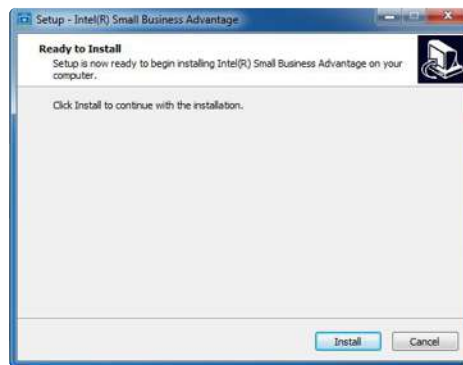 Setup - Intel(R) Small Business Advantage
Ready to Install
Setup is now ready to begin installing Intel(R) Small Business Advantage on your
computer.
Click Install to continue with the installation.
Install
Cancel